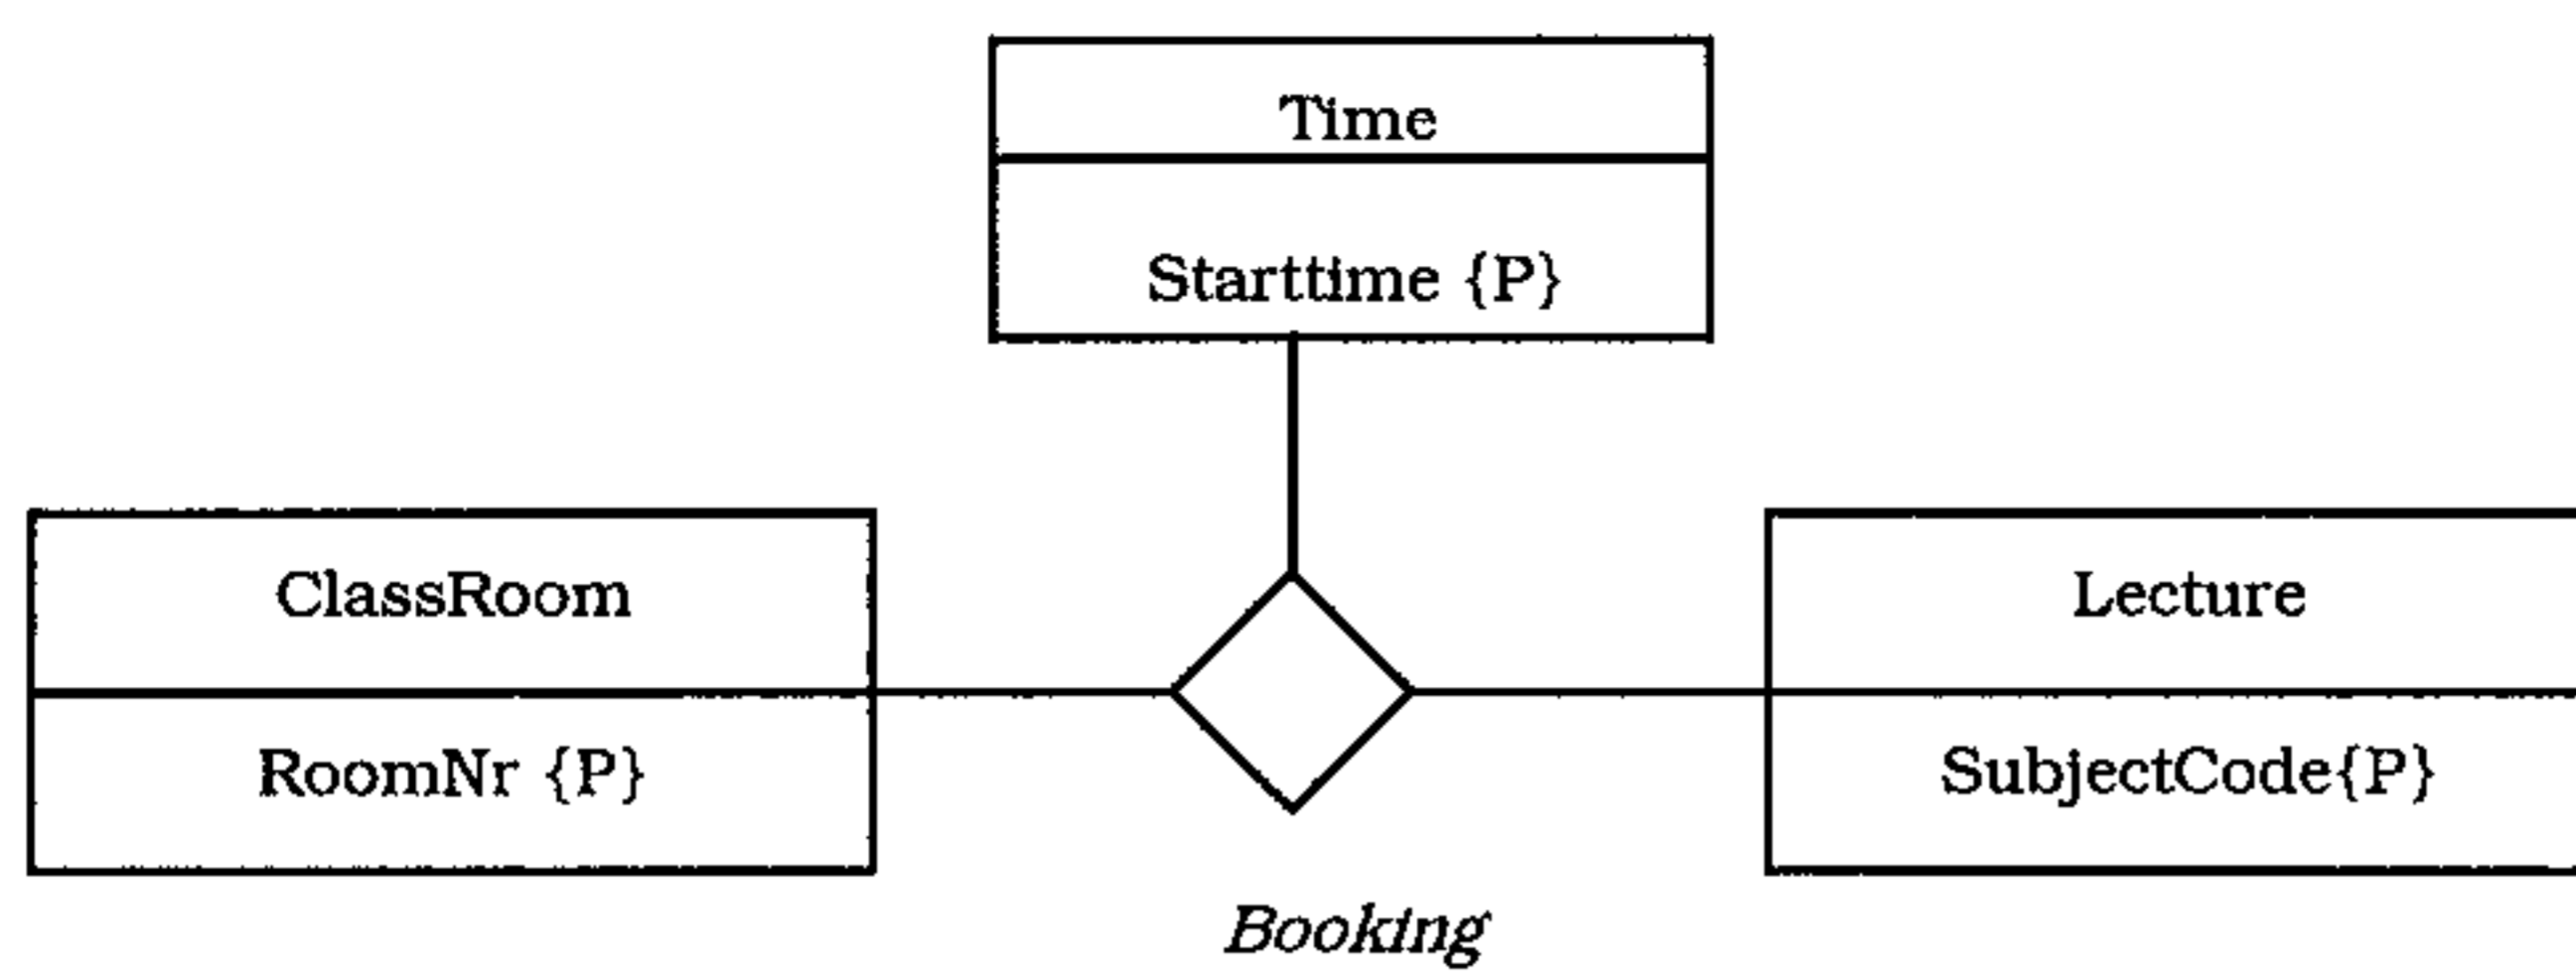 Time
Starttime {P}
ClassRoom
Lecture
RoomNr {P}
SubjectCode{P}
Booking